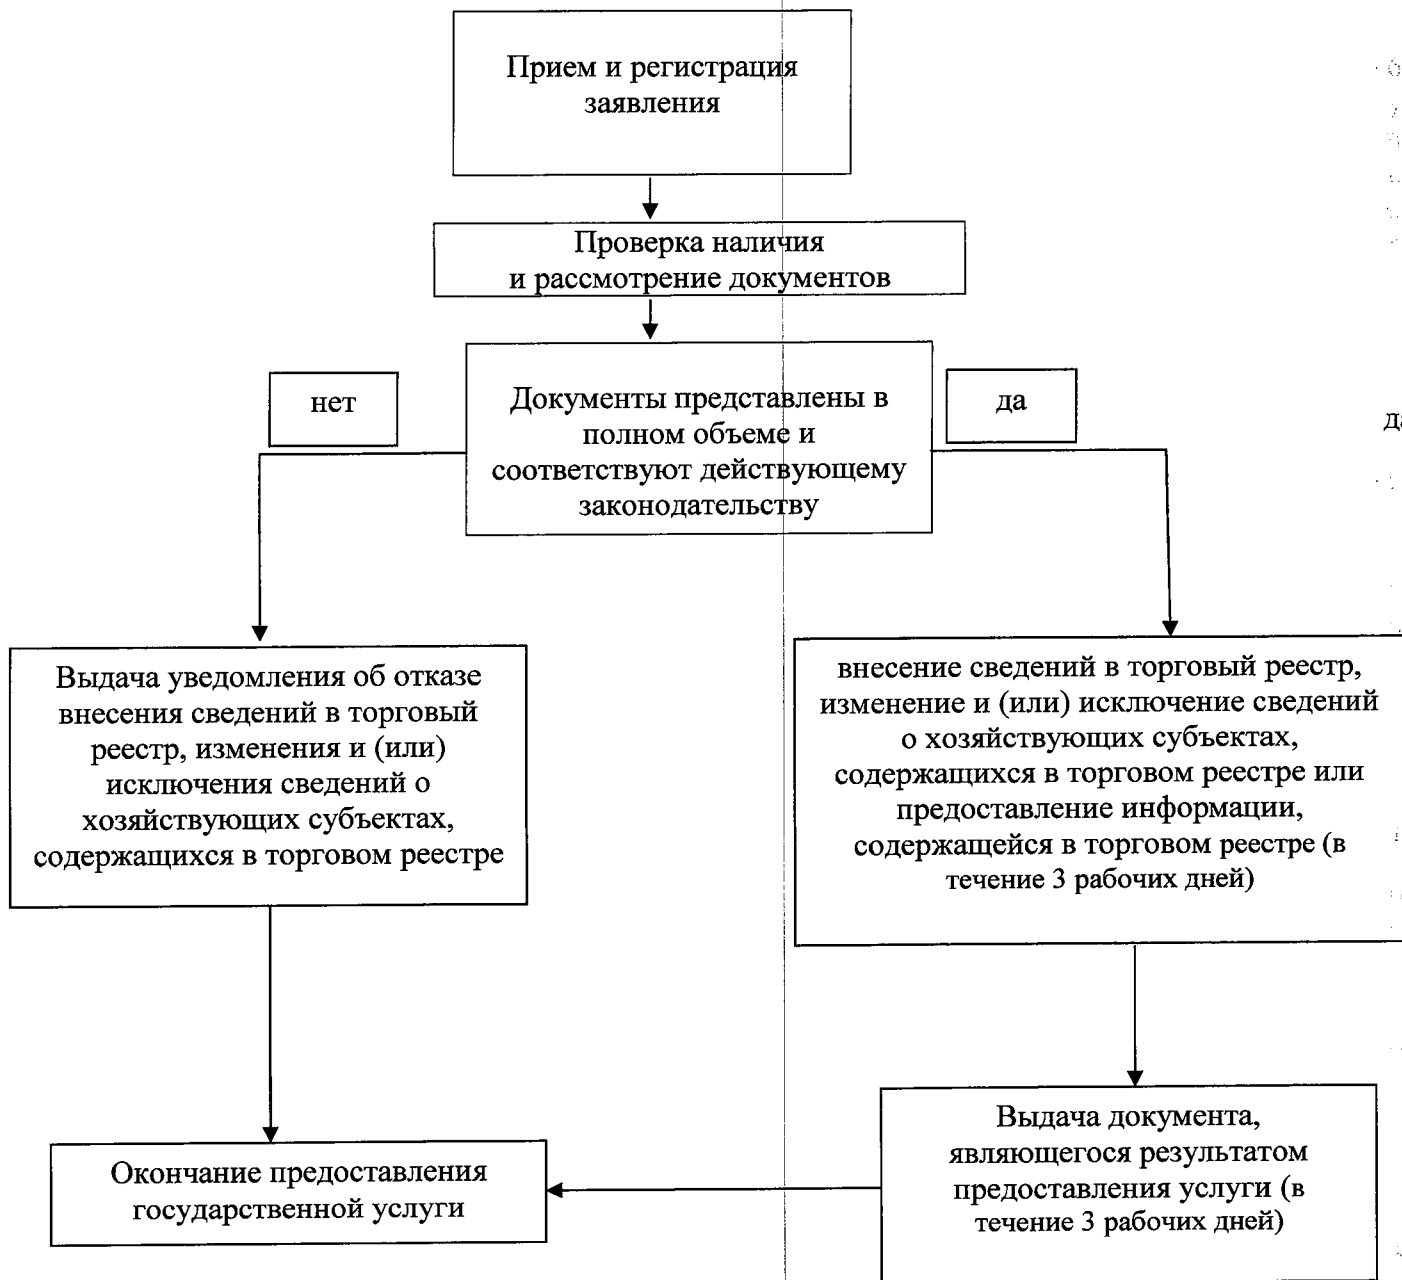 Прием и регистрация
заявления
Проверка наличия
и рассмотрение документов
нет
Документы представлены в
полном объеме и
соответствуют действующему
законодательству
да
внесение сведений в торговый реестр,
изменение и (или) исключение сведений
о хозяйствующих субъектах,
содержащихся в торговом реестре или
предоставление информации,
содержащейся в торговом реестре (в
течение 3 рабочих дней)
Выдача уведомления об отказе
внесения сведений в торговый
реестр, изменения и (или)
исключения сведений о
хозяйствующих субъектах,
содержащихся в торговом реестре
Выдача документа,
являющегося результатом
предоставления услуги (в
течение 3 рабочих дней)
Окончание предоставления
государственной услуги